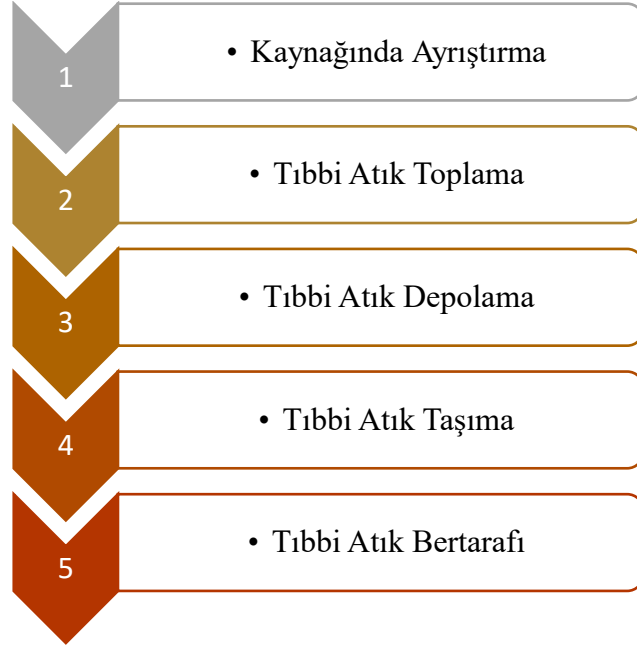 1
• Kaynağında Ayrıştırma
2
• Tıbbi Atık Toplama
3
• Tıbbi Atık Depolama
4
• Tıbbi Atık Taşıma
5
• Tıbbi Atık Bertarafı